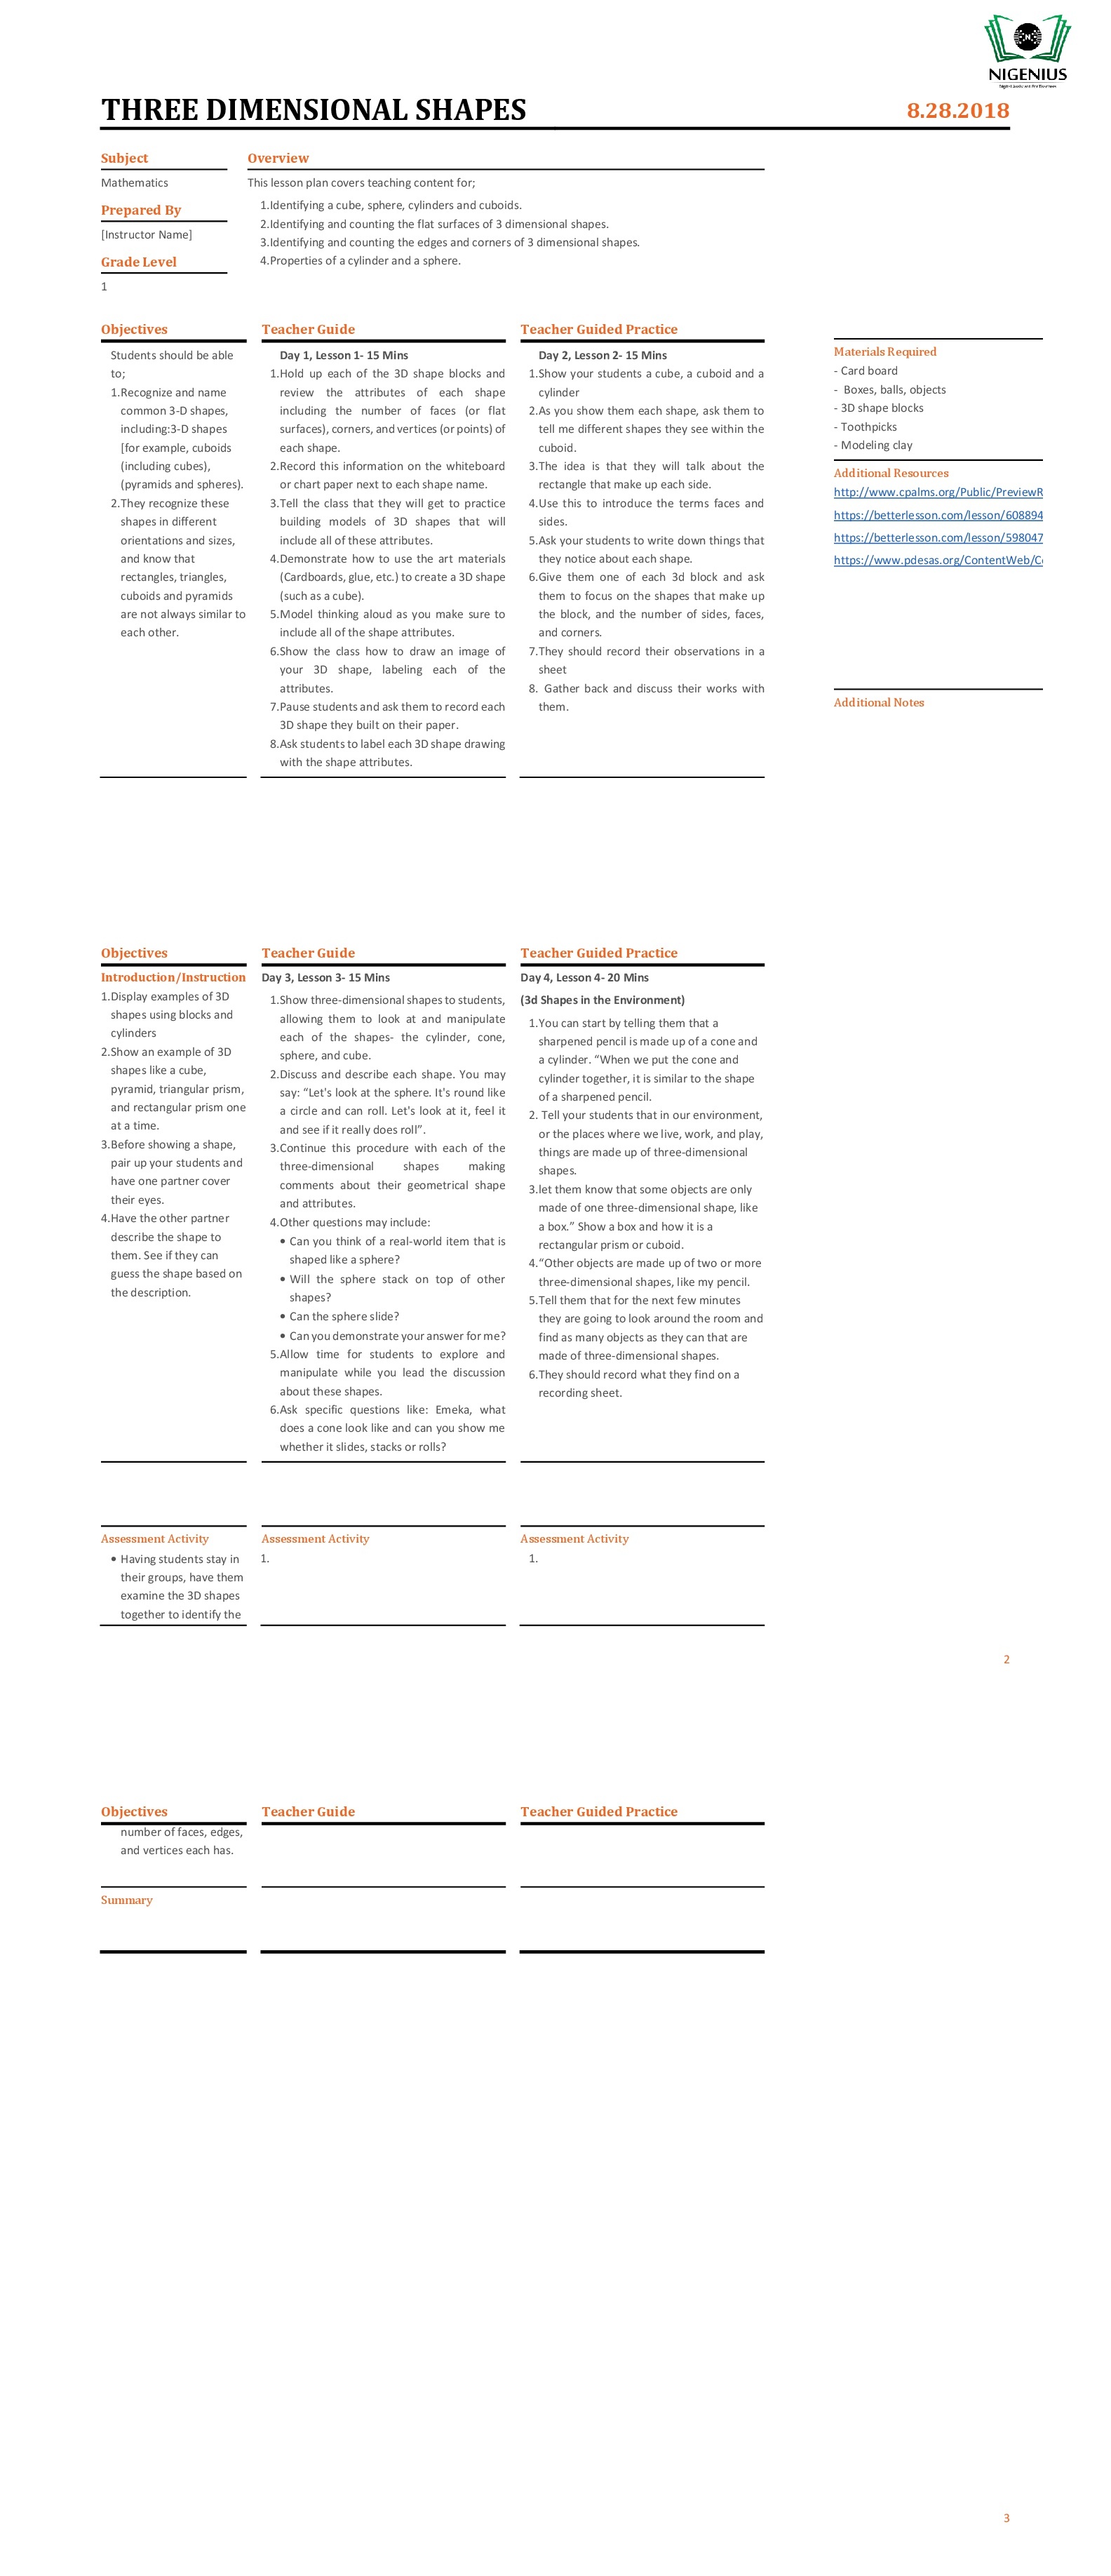 NIGENIUS
THREE DIMENSIONAL SHAPES
8.28.2018
Subject
Mathematics
Prepared By
[Instructor Name]
Grade Level
1
Overview
This lesson plan covers teaching content for;
1.Identifying a cube, sphere, cylinders and cuboids.
2.Identifying and counting the flat surfaces of 3 dimensional shapes.
3.Identifying and counting the edges and corners of 3 dimensional shapes.
4.Properties of a cylinder and a sphere.
Objectives
Students should be able
to;
1.Recognize and name
common 3-D shapes,
including:3-D shapes
[for example, cuboids
(including cubes),
(pyramids and spheres).
2.They recognize these
shapes in different
orientations and sizes,
and know that
rectangles, triangles,
cuboids and pyramids
are not always similar to
each other.
Teacher Guide
Day 1, Lesson 1- 15 Mins
1.Hold up each of the 3D shape blocks and
review the attributes of each shape
including the number of faces (or flat
surfaces), corners, and vertices (or points) of
each shape.
2.Record this information on the whiteboard
or chart paper next to each shape name.
3.Tell the class that they will get to practice
building models of 3D shapes that will
include all of these attributes.
4.Demonstrate how to use the art materials
(Cardboards, glue, etc.) to create a 3D shape
(such as a cube).
5.Model thinking aloud as you make sure to
include all of the shape attributes.
6.Show the class how to draw an image of
your 3D shape, labeling each of the
attributes.
7.Pause students and ask them to record each
3D shape they built on their paper.
8.Ask students to label each 3D shape drawing
with the shape attributes.
Teacher Guided Practice
Day 2, Lesson 2- 15 Mins
1.Show your students a cube, a cuboid and a
cylinder
2.As you show them each shape, ask them to
tell me different shapes they see within the
cuboid.
3.The idea is that they will talk about the
rectangle that make up each side.
4.Use this to introduce the terms faces and
sides.
5.Ask your students to write down things that
they notice about each shape.
6.Give them one of each 3d block and ask
them to focus on the shapes that make up
the block, and the number of sides, faces,
and corners.
7.They should record their observations in a
sheet
8. Gather back and discuss their works with
them.
Materials Required
- Card board
- Boxes, balls, objects
- 3D shape blocks
- Toothpicks
- Modeling clay
Additional Resources
http://www.cpalms.org/Public/PreviewR
https://betterlesson.com/lesson/608894
https://betterlesson.com/lesson/598047
https://www.pdesas.org/ContentWeb/Co
Additional Notes
Objectives
Introduction/Instruction
1.Display examples of 3D
shapes using blocks and
cylinders
2.Show an example of 3D
shapes like a cube,
pyramid, triangular prism,
and rectangular prism one
at a time.
3.Before showing a shape,
pair up your students and
have one partner cover
their eyes.
4.Have the other partner
describe the shape to
them. See if they can
guess the shape based on
the description.
Teacher Guide
Day 3, Lesson 3- 15 Mins
1.Show three-dimensional shapes to students,
allowing them to look at and manipulate
each of the shapes- the cylinder, cone,
sphere, and cube.
2.Discuss and describe each shape. You may
say: “Let's look at the sphere. It's round like
a circle and can roll. Let's look at it, feel it
and see if it really does roll”.
3.Continue this procedure with each of the
three-dimensional shapes making
comments about their geometrical shape
and attributes.
4.Other questions may include:
• Can you think of a real-world item that is
shaped like a sphere?
• Will the sphere stack on top of other
shapes?
• Can the sphere slide?
• Can you demonstrate your answer for me?
5.Allow time for students to explore and
manipulate while you lead the discussion
about these shapes.
6.Ask specific questions like: Emeka, what
does a cone look like and can you show me
whether it slides, stacks or rolls?
Teacher Guided Practice
Day 4, Lesson 4- 20 Mins
(3d Shapes in the Environment)
1.You can start by telling them that a
sharpened pencil is made up of a cone and
a cylinder. “When we put the cone and
cylinder together, it is similar to the shape
of a sharpened pencil.
2. Tell your students that in our environment,
or the places where we live, work, and play,
things are made up of three-dimensional
shapes.
3.let them know that some objects are only
made of one three-dimensional shape, like
a box.” Show a box and how it is a
rectangular prism or cuboid.
4.“Other objects are made up of two or more
three-dimensional shapes, like my pencil.
5.Tell them that for the next few minutes
they are going to look around the room and
find as many objects as they can that are
made of three-dimensional shapes.
6.They should record what they find on a
recording sheet.
Assessment Activity
• Having students stay in
their groups, have them
examine the 3D shapes
together to identify the
Assessment Activity
1.
Assessment Activity
1.
2
Objectives
Teacher Guide
Teacher Guided Practice
number of faces, edges,
and vertices each has.
Summary
3